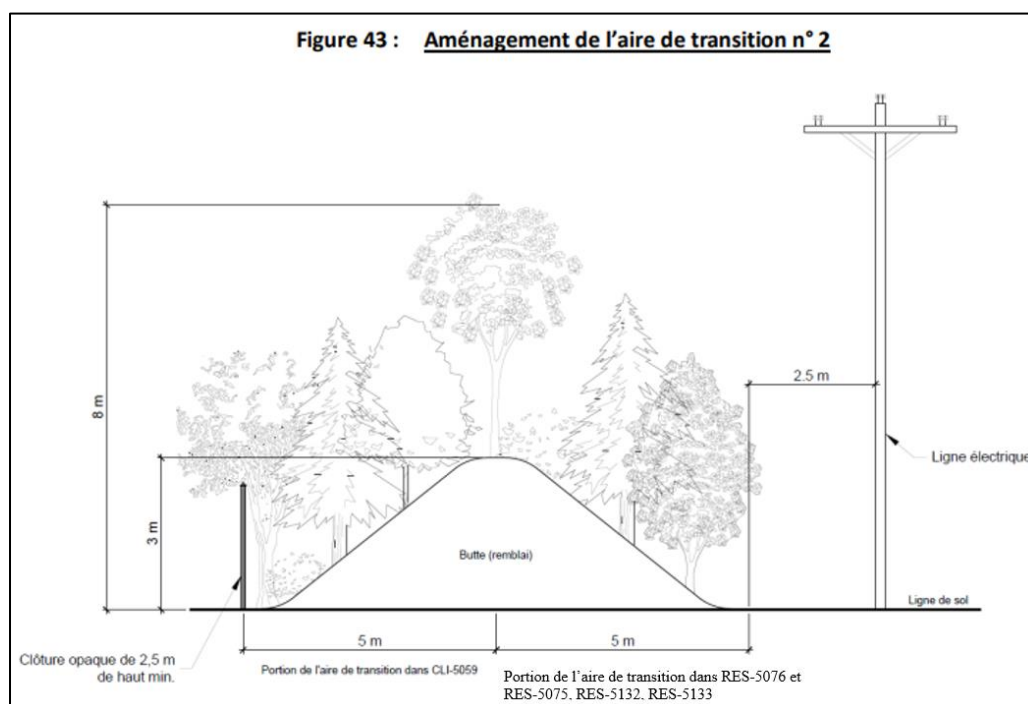 Figure 43 : Aménagement de l'aire de transition n° 2
8 m
3 m
2.5 m
Ligne électrique
Butte (remblai)
Ligne de sol
5 m
5 m
Clôture opaque de 2,5 m
de haut min.
Portion de l'aire de transition dans CLI-5059
Portion de l'aire de transition dans RES-5076 et
RES-5075, RES-5132, RES-5133